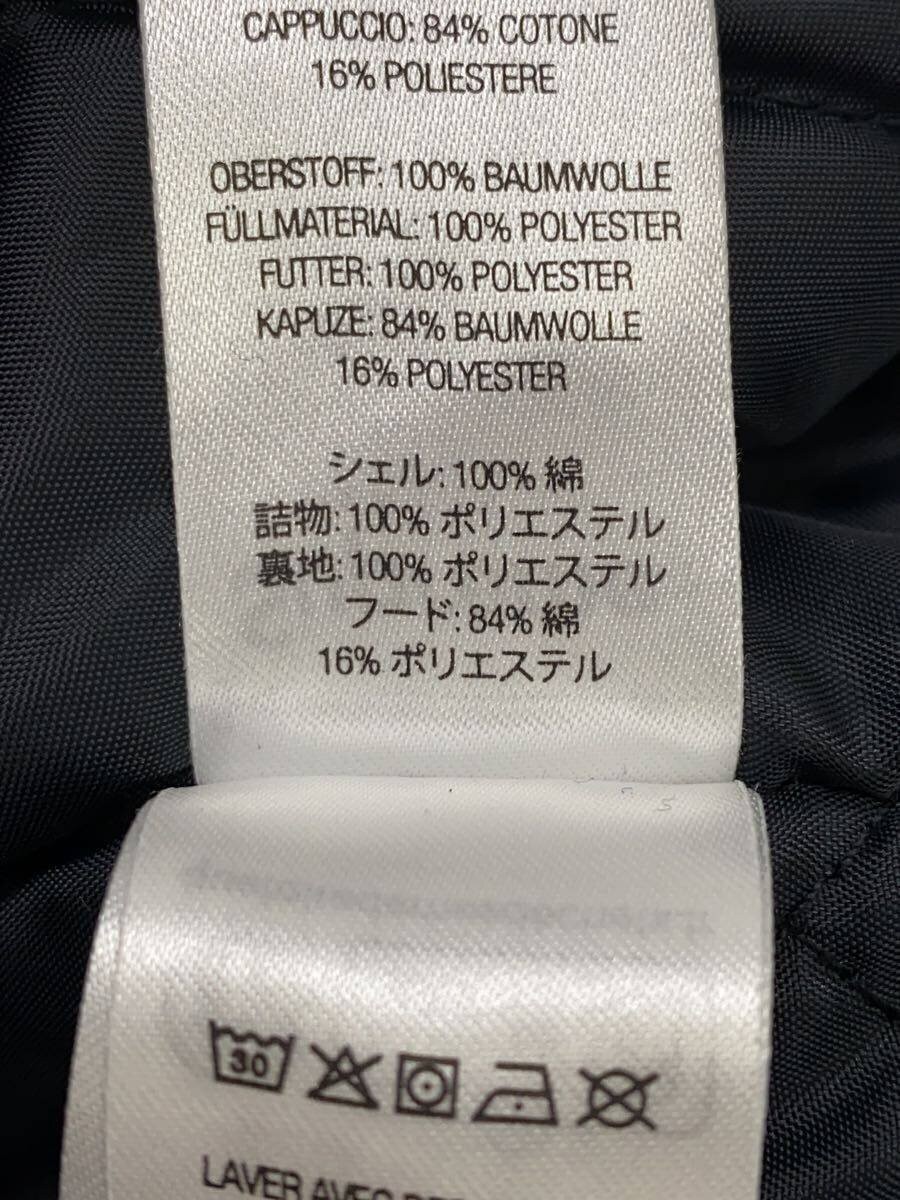 CAPPUCCIO: 84% COTONE
16% POLIESTERE
OBERSTOFF: 100% BAUMWOLLE
FÜLLMATERIAL: 100% POLYESTER
FUTTER: 100% POLYESTER
KAPUZE: 84% BAUMWOLLE
16% POLYESTER
シェル: 100% 綿
詰物: 100% ポリエステル
裏地: 100% ポリエステル
フード: 84% 綿
16% ポリエステル
30
LAVER AVEC